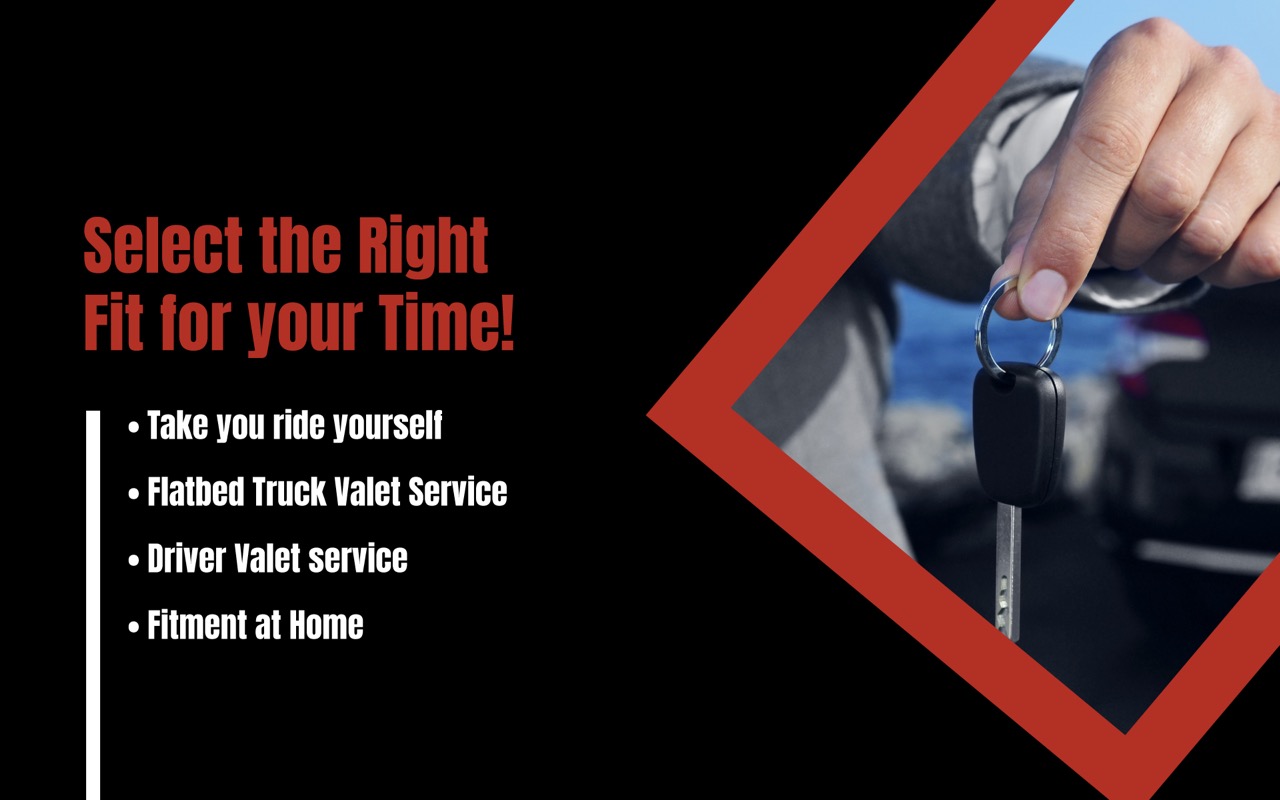 Select the Right
Fit for your Time!
• Take you ride yourself
• Flatbed Truck Valet Service
• Driver Valet service
• Fitment at Home